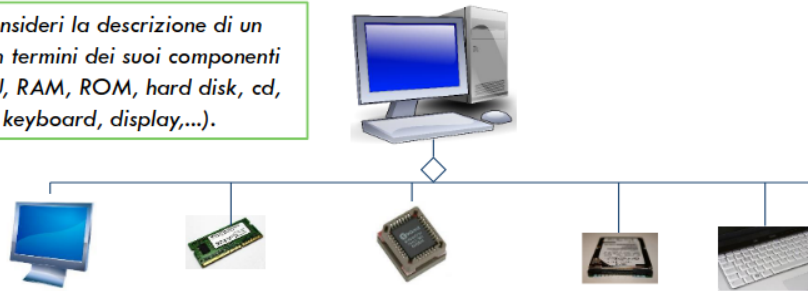 nsideri la descrizione di un
termini dei suoi componenti
RAM, ROM, hard disk, cd,
keyboard, display,...).